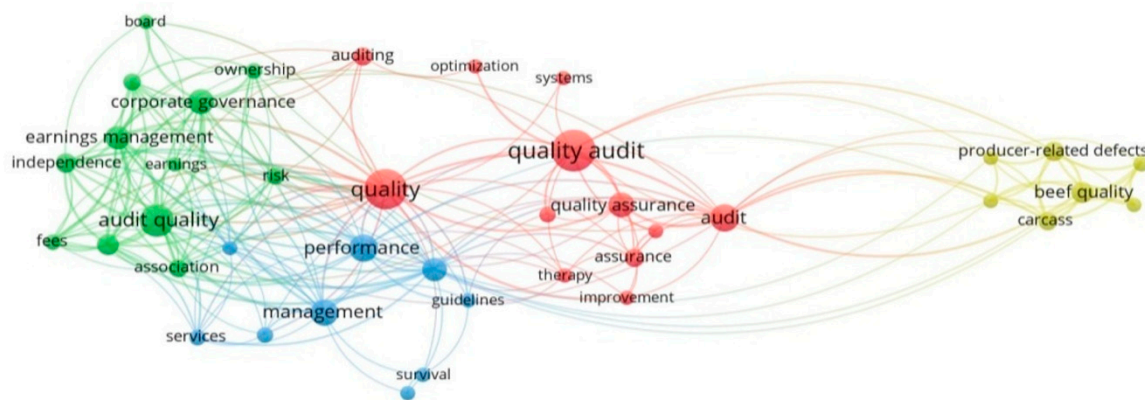 board
auditing
optimization
ownership
systems
corporate governance
earnings management
quality audit
producer-related defects
independence
earnings
risk
quality
beef quality
quality assurance
audit quality
audit
carcass
fees
performance
assurance
association
therapy
improvement
guidelines
management
services
survival